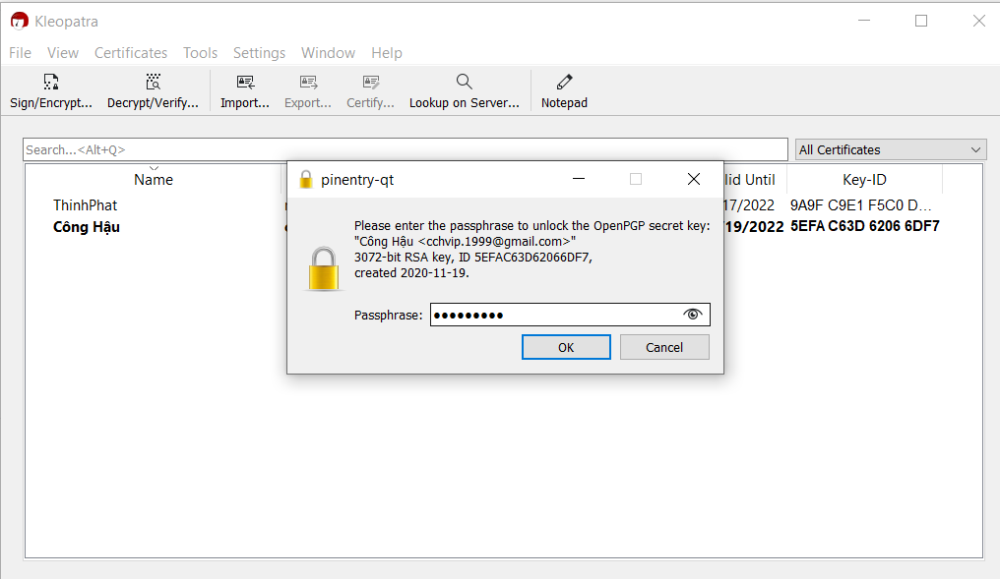 Kleopatra
File View Certificates Tools Settings Window Help
Sign/Encrypt... Decrypt/Verify... Import... Export... Certify... Lookup on Server... Notepad
Search...<Alt+Q> All Certificates
Name lid Until Key-ID
ThinhPhat 17/2022 9A9F C9E1 F5C0 D...
Công Hậu 19/2022 5EFA C63D 6206 6DF7
pinentry-qt
Please enter the passphrase to unlock the OpenPGP secret key:
"Công Hậu <cchvip.1999@gmail.com>"
3072-bit RSA key, ID 5EFAC63D62066DF7,
created 2020-11-19.
Passphrase: ●●●●●●●●●
OK Cancel